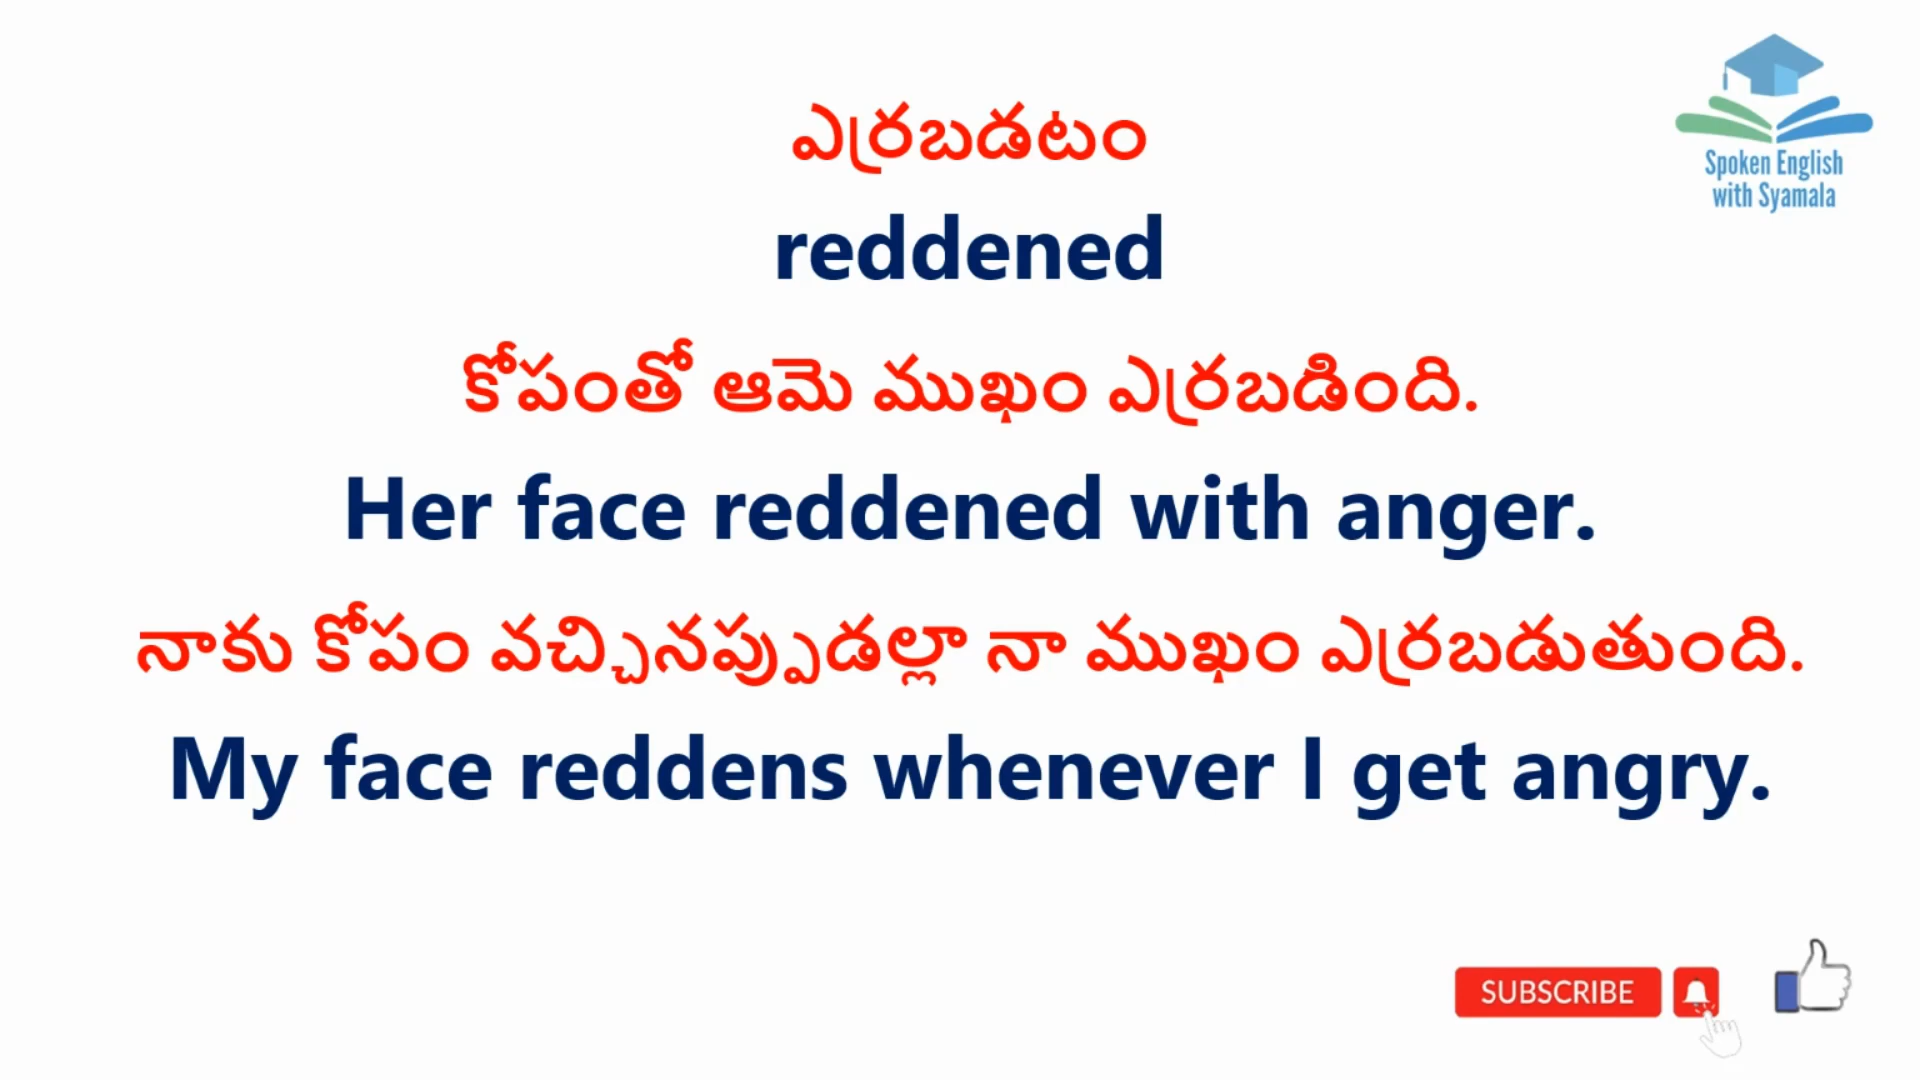 ఎర్రబడటం
reddened
కోపంతో ఆమె ముఖం ఎర్రబడింది.
Her face reddened with anger.
నాకు కోపం వచ్చినప్పుడల్లా నా ముఖం ఎర్రబడుతుంది.
My face reddens whenever I get angry.
Spoken English
with Syamala
SUBSCRIBE